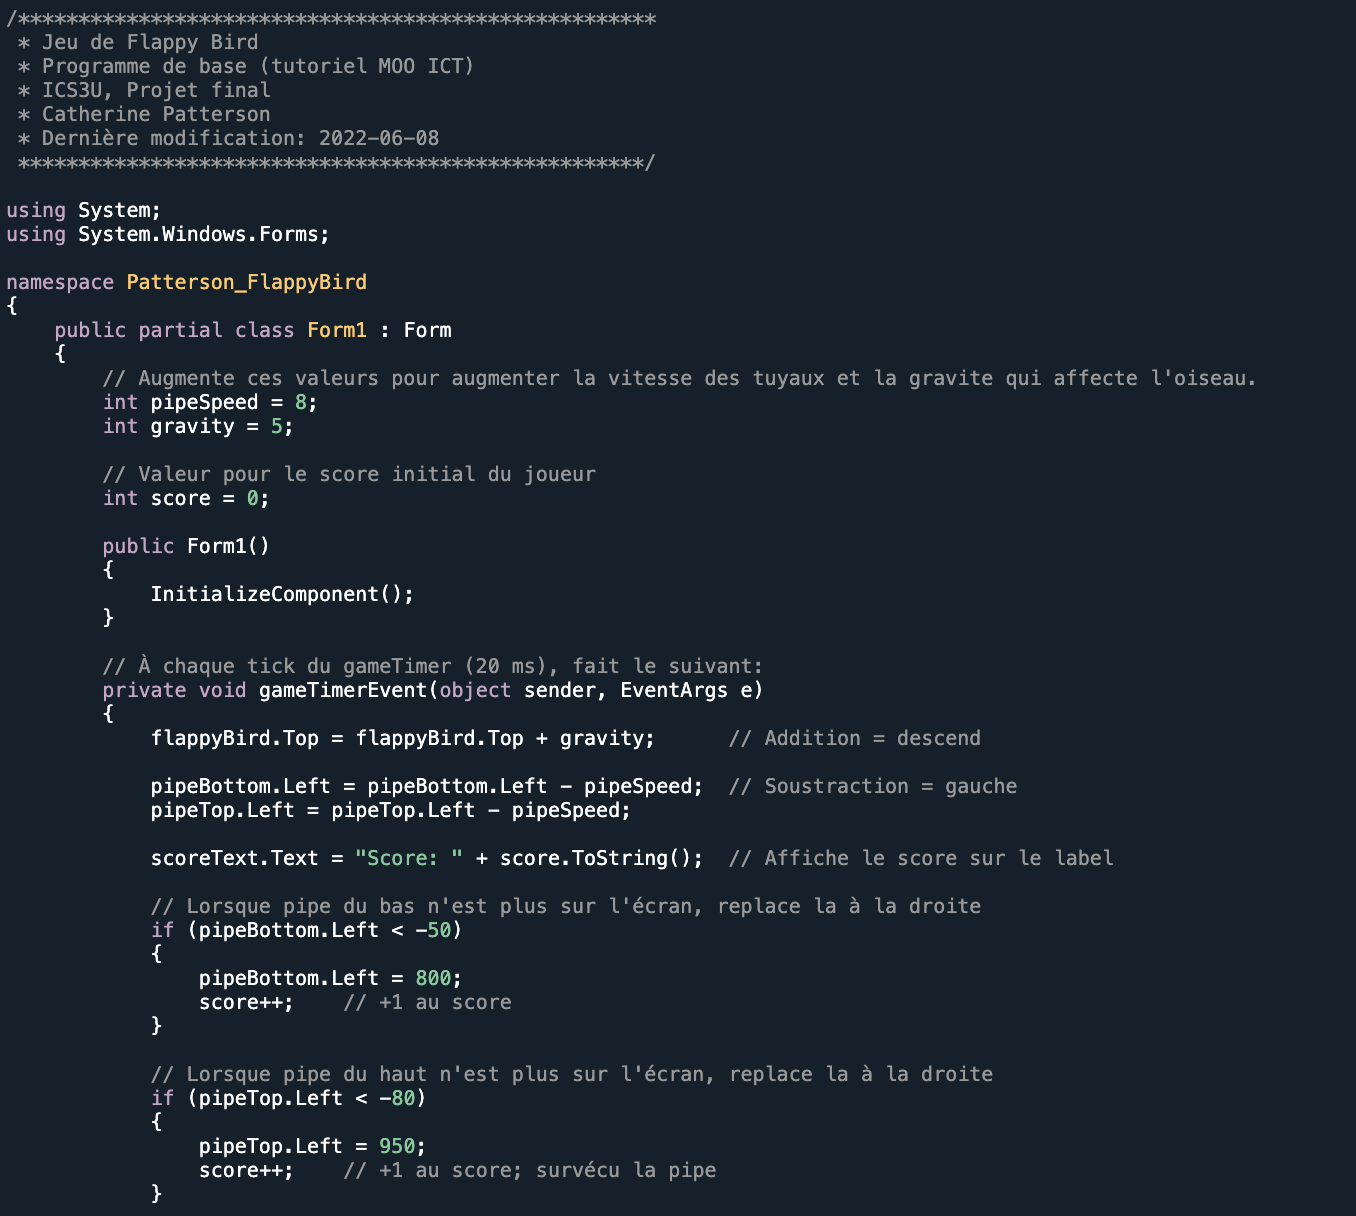 /*****************************************************
 * Jeu de Flappy Bird
 * Programme de base (tutoriel MOO ICT)
 * ICS3U, Projet final
 * Catherine Patterson
 * Dernière modification: 2022-06-08
 ****************************************************/
using System;
using System.Windows.Forms;
namespace Patterson_FlappyBird
{
    public partial class Form1 : Form
    {
        // Augmente ces valeurs pour augmenter la vitesse des tuyaux et la gravite qui affecte l'oiseau.
        int pipeSpeed = 8;
        int gravity = 5;
        // Valeur pour le score initial du joueur
        int score = 0;
        public Form1()
        {
            InitializeComponent();
        }
        // À chaque tick du gameTimer (20 ms), fait le suivant:
        private void gameTimerEvent(object sender, EventArgs e)
        {
            flappyBird.Top = flappyBird.Top + gravity;      // Addition = descend
            pipeBottom.Left = pipeBottom.Left - pipeSpeed;  // Soustraction = gauche
            pipeTop.Left = pipeTop.Left - pipeSpeed;
            scoreText.Text = "Score: " + score.ToString();  // Affiche le score sur le label
            // Lorsque pipe du bas n'est plus sur l'écran, replace la à la droite
            if (pipeBottom.Left < -50)
            {
                pipeBottom.Left = 800;
                score++;    // +1 au score
            }
            // Lorsque pipe du haut n'est plus sur l'écran, replace la à la droite
            if (pipeTop.Left < -80)
            {
                pipeTop.Left = 950;
                score++;    // +1 au score; survécu la pipe
            }